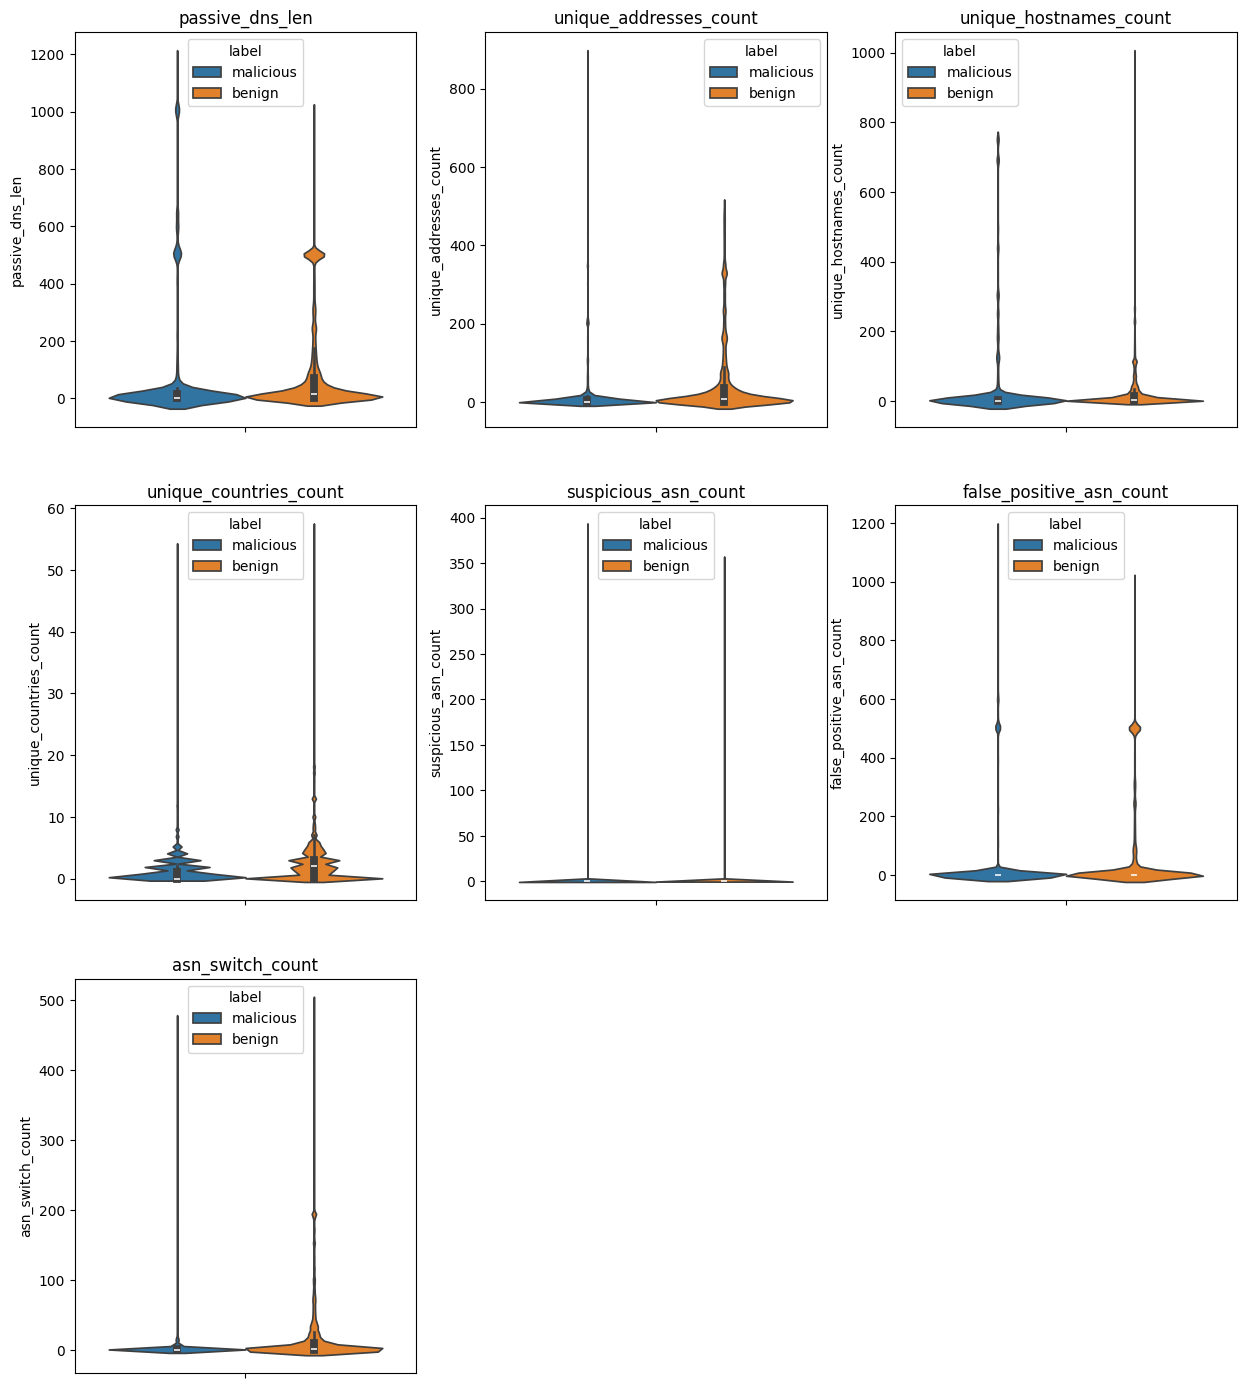 passive_dns_len
label
malicious
benign
1200
1000
800
600
400
200
0
passive_dns_len
unique_addresses_count
label
malicious
benign
800
600
400
200
0
unique_addresses_count
unique_hostnames_count
label
malicious
benign
1000
800
600
400
200
0
unique_hostnames_count
unique_countries_count
label
malicious
benign
60
50
40
30
20
10
0
unique_countries_count
suspicious_asn_count
label
malicious
benign
400
350
300
250
200
150
100
50
0
suspicious_asn_count
false_positive_asn_count
label
malicious
benign
1200
1000
800
600
400
200
0
false_positive_asn_count
asn_switch_count
label
malicious
benign
500
400
300
200
100
0
asn_switch_count